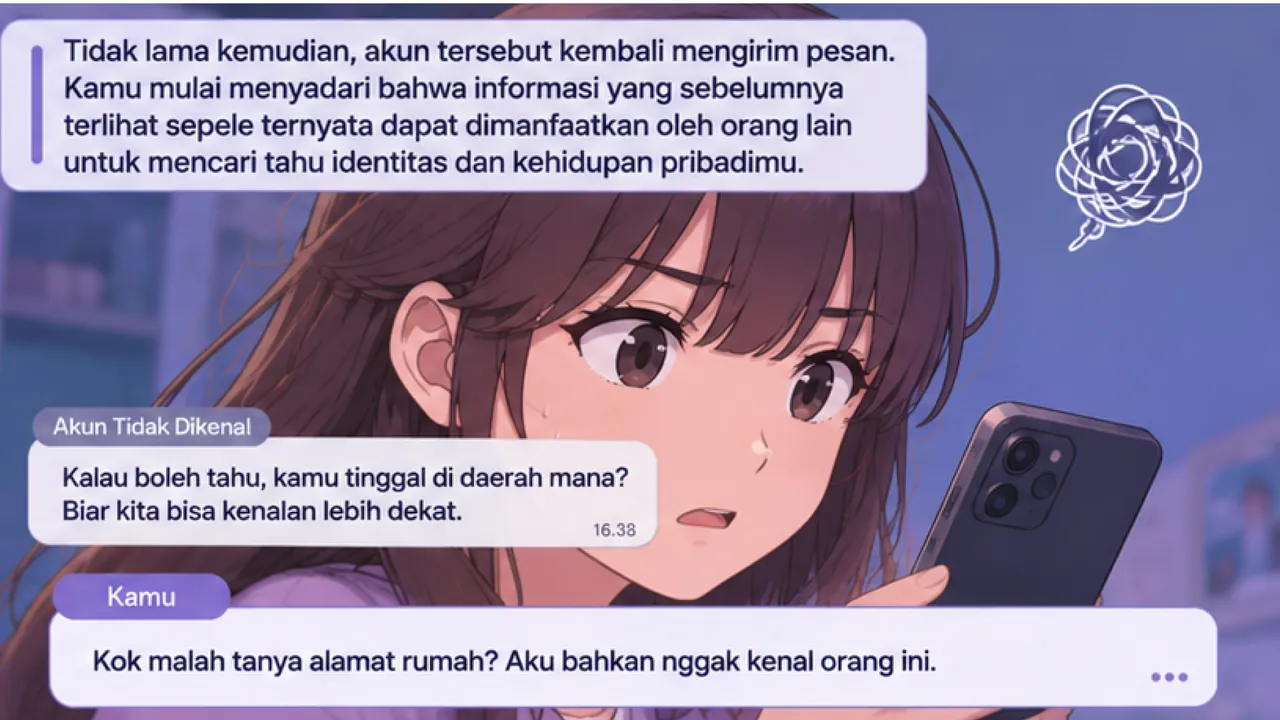 Tidak lama kemudian, akun tersebut kembali mengirim pesan.
Kamu mulai menyadari bahwa informasi yang sebelumnya
terlihat sepele ternyata dapat dimanfaatkan oleh orang lain
untuk mencari tahu identitas dan kehidupan pribadimu.
Akun Tidak Dikenal
Kalau boleh tahu, kamu tinggal di daerah mana?
Biar kita bisa kenalan lebih dekat.
16.38
Kamu
Kok malah tanya alamat rumah? Aku bahkan nggak kenal orang ini.